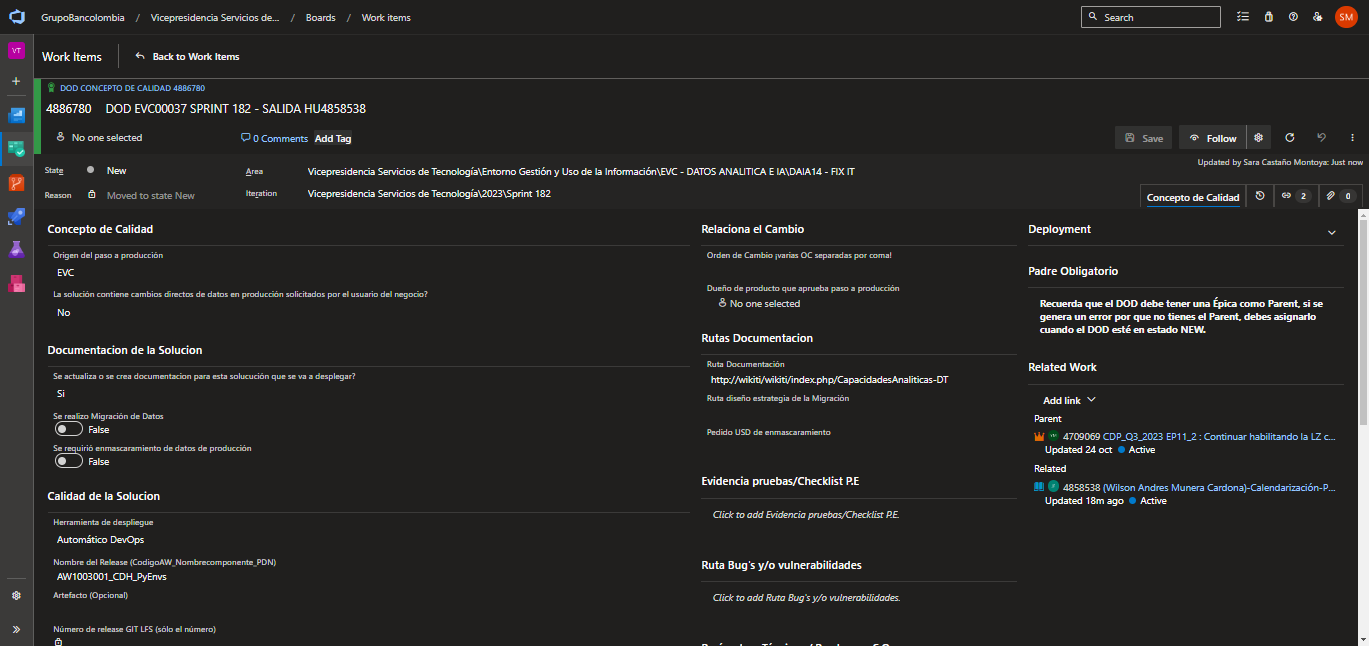 GrupoBancolombia / Vicepresidencia Servicios de... / Boards / Work items
Search
SM
VT
Work Items
Back to Work Items
DOD CONCEPTO DE CALIDAD 4886780
4886780 DOD EVC00037 SPRINT 182 - SALIDA HU4858538
No one selected
0 Comments
Add Tag
Save
Follow
Updated by Sara Castaño Montoya: Just now
State
New
Area
Vicepresidencia Servicios de Tecnología\Entorno Gestión y Uso de la Información\EVC - DATOS ANALITICA E IA\DAIA14 - FIX IT
Reason
Moved to state New
Iteration
Vicepresidencia Servicios de Tecnología\2023\Sprint 182
Concepto de Calidad
2
0
Concepto de Calidad
Origen del paso a producción
EVC
La solución contiene cambios directos de datos en producción solicitados por el usuario del negocio?
No
Documentacion de la Solucion
Se actualiza o se crea documentacion para esta solucución que se va a desplegar?
Si
Se realizo Migración de Datos
False
Se requirió enmascaramiento de datos de producción
False
Calidad de la Solucion
Herramienta de despliegue
Automático DevOps
Nombre del Release (CodigoAW_Nombrecomponente_PDN)
AW1003001_CDH_PyEnvs
Artefacto (Opcional)
Número de release GIT LFS (sólo el número)
Relaciona el Cambio
Orden de Cambio ¡varias OC separadas por coma!
Dueño de producto que aprueba paso a producción
No one selected
Rutas Documentacion
Ruta Documentación
http://wikiti/wikiti/index.php/CapacidadesAnaliticas-DT
Ruta diseño estrategia de la Migración
Pedido USD de enmascaramiento
Evidencia pruebas/Checklist P.E
Click to add Evidencia pruebas/Checklist P.E.
Ruta Bug's y/o vulnerabilidades
Click to add Ruta Bug's y/o vulnerabilidades.
Deployment
Padre Obligatorio
Recuerda que el DOD debe tener una Épica como Parent, si se
genera un error por que no tienes el Parent, debes asignarlo
cuando el DOD esté en estado NEW.
Related Work
Add link
Parent
4709069 CDP_Q3_2023 EP11_2 : Continuar habilitando la LZ c...
Updated 24 oct Active
Related
4858538 (Wilson Andres Munera Cardona)-Calendarización-P...
Updated 18m ago Active